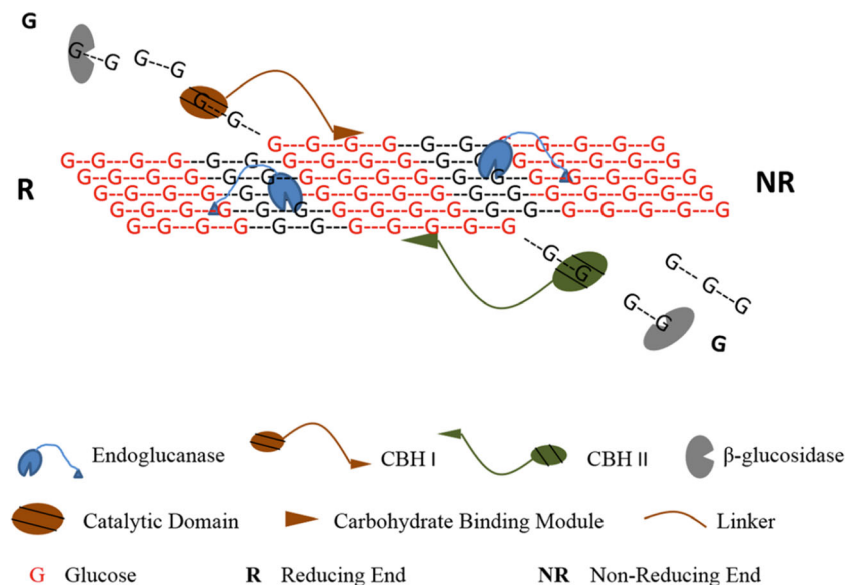 G
G---G
G---G
G---G
G---G---G---G---G---G---G---G---G---G---G
G---G---G---G---G---G---G---G---G---G---G---G---G---G---G---G---G
G---G---G---G---G---G---G---G---G---G---G---G---G---G---G---G---G
R
NR
G---G---G---G---G---G---G---G---G---G---G---G---G---G---G---G
G---G---G---G---G---G---G---G---G---G---G---G---G---G---G---G---G
G---G---G---G---G---G---G---G---G---G---G
G---G
G---G---G
G---G
G
Endoglucanase
CBH I
CBH II
β-glucosidase
Catalytic Domain
Carbohydrate Binding Module
Linker
G Glucose
R Reducing End
NR Non-Reducing End